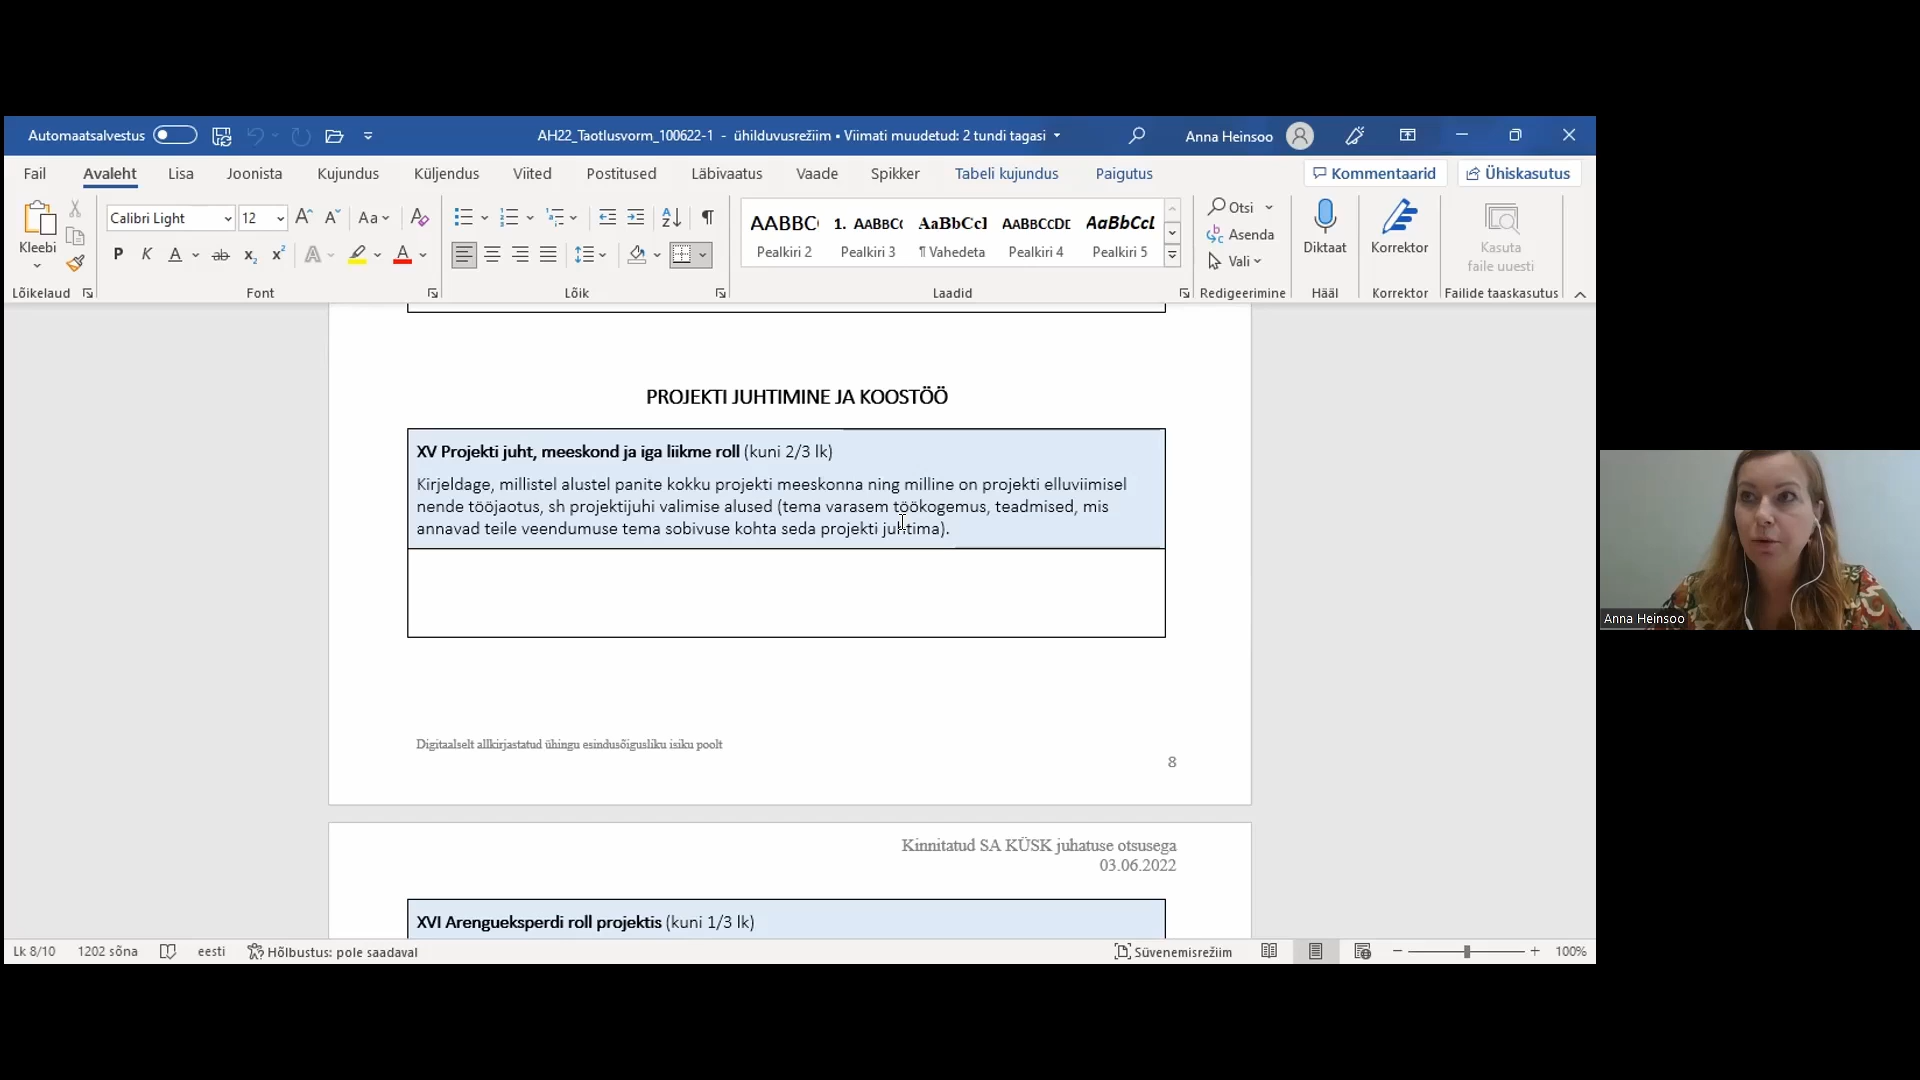 Automaatsalvestus
AH22_Taotlusvorm_100622-1 - ühilduvusrežiim • Viimati muudetud: 2 tundi tagasi
Anna Heinsoo
Fail Avaleht Lisa Joonista Kujundus Küljendus Viited Postitused Läbivaatus Vaade Spikker Tabeli kujundus Paigutus
Kommentaarid Ühiskasutus
Kleebi
Calibri Light 12
Aa
P K A ab x₂ x² A A
AABBC 1. AABBC AaBbCcI AABBCCDE AaBbCcL
Pealkiri 2 Pealkiri 3 ¶ Vahedeta Pealkiri 4 Pealkiri 5
Otsi
Asenda
Vali
Diktaat
Korrektor
Kasuta
faile uuesti
Lõikelaud Font Lõik Laadid Redigeerimine Hääl Korrektor Failide taaskasutus
PROJEKTI JUHTIMINE JA KOOSTÖÖ
XV Projekti juht, meeskond ja iga liikme roll (kuni 2/3 lk)
Kirjeldage, millistel alustel panite kokku projekti meeskonna ning milline on projekti elluviimisel
nende tööjaotus, sh projektijuhi valimise alused (tema varasem töökogemus, teadmised, mis
annavad teile veendumuse tema sobivuse kohta seda projekti juhtima).
Digitaalselt allkirjastatud ühingu esindusõigusliku isiku poolt
8
Kinnitatud SA KÜSK juhatuse otsusega
03.06.2022
XVI Arengueksperdi roll projektis (kuni 1/3 lk)
Lk 8/10 1202 sõna eesti Hõlbustus: pole saadaval
Süvenemisrežiim
100%
Anna Heinsoo